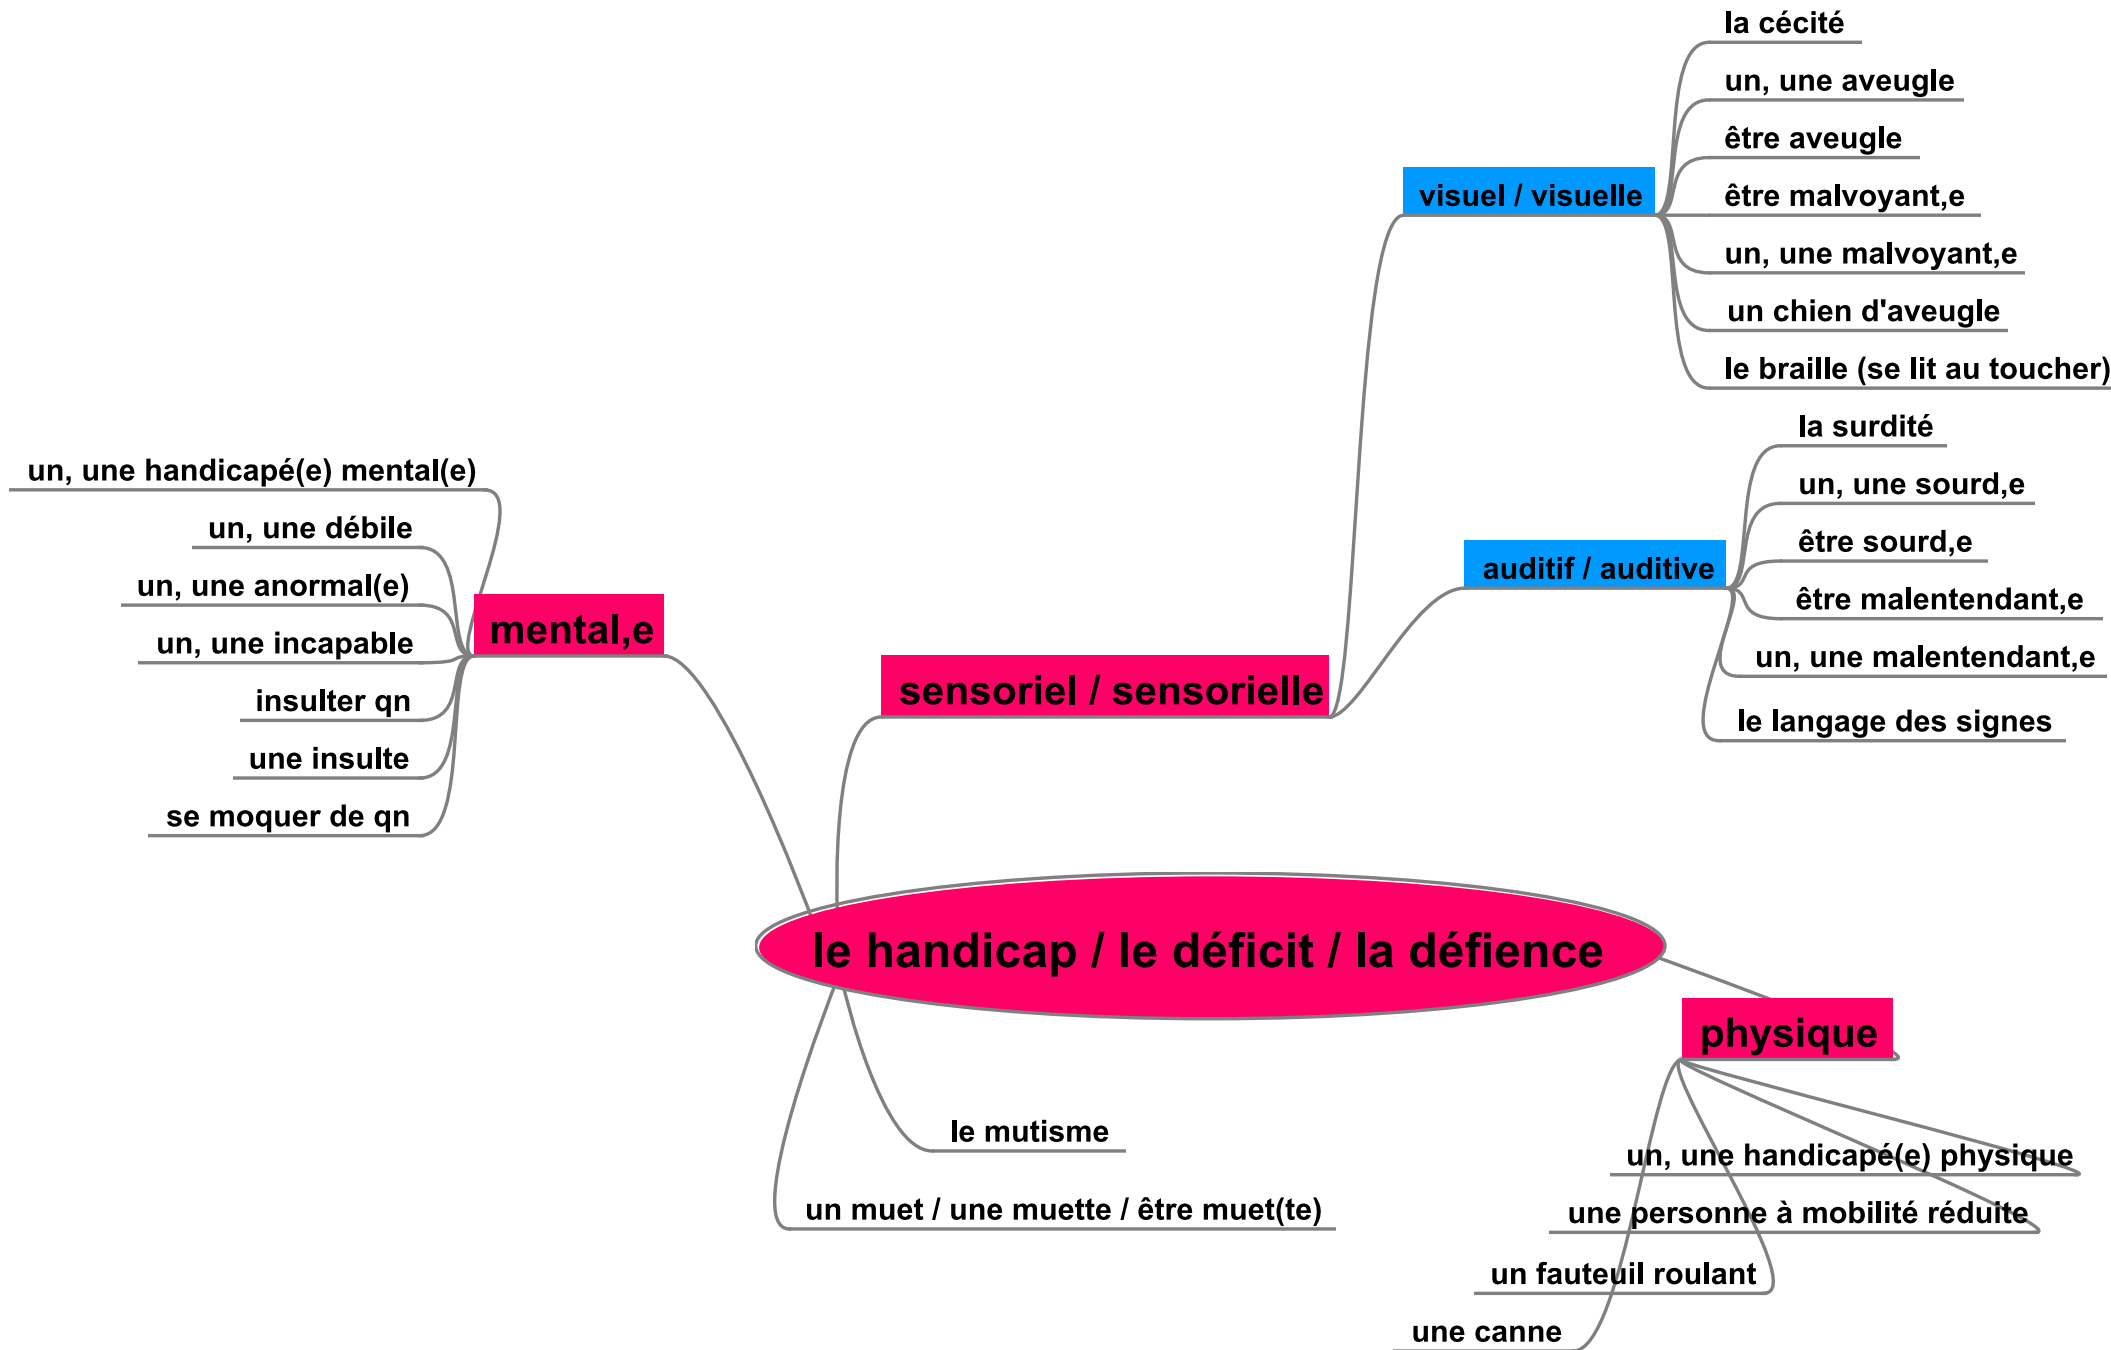 la cécité
un, une aveugle
être aveugle
visuel / visuelle
être malvoyant,e
un, une malvoyant,e
un chien d'aveugle
le braille (se lit au toucher)
la surdité
un, une sourd,e
être sourd,e
auditif / auditive
être malentendant,e
un, une malentendant,e
le langage des signes
un, une handicapé(e) mental(e)
un, une débile
un, une anormal(e)
un, une incapable
insulter qn
une insulte
se moquer de qn
mental,e
sensoriel / sensorielle
le handicap / le déficit / la défience
physique
le mutisme
un muet / une muette / être muet(te)
un, une handicapé(e) physique
une personne à mobilité réduite
un fauteuil roulant
une canne